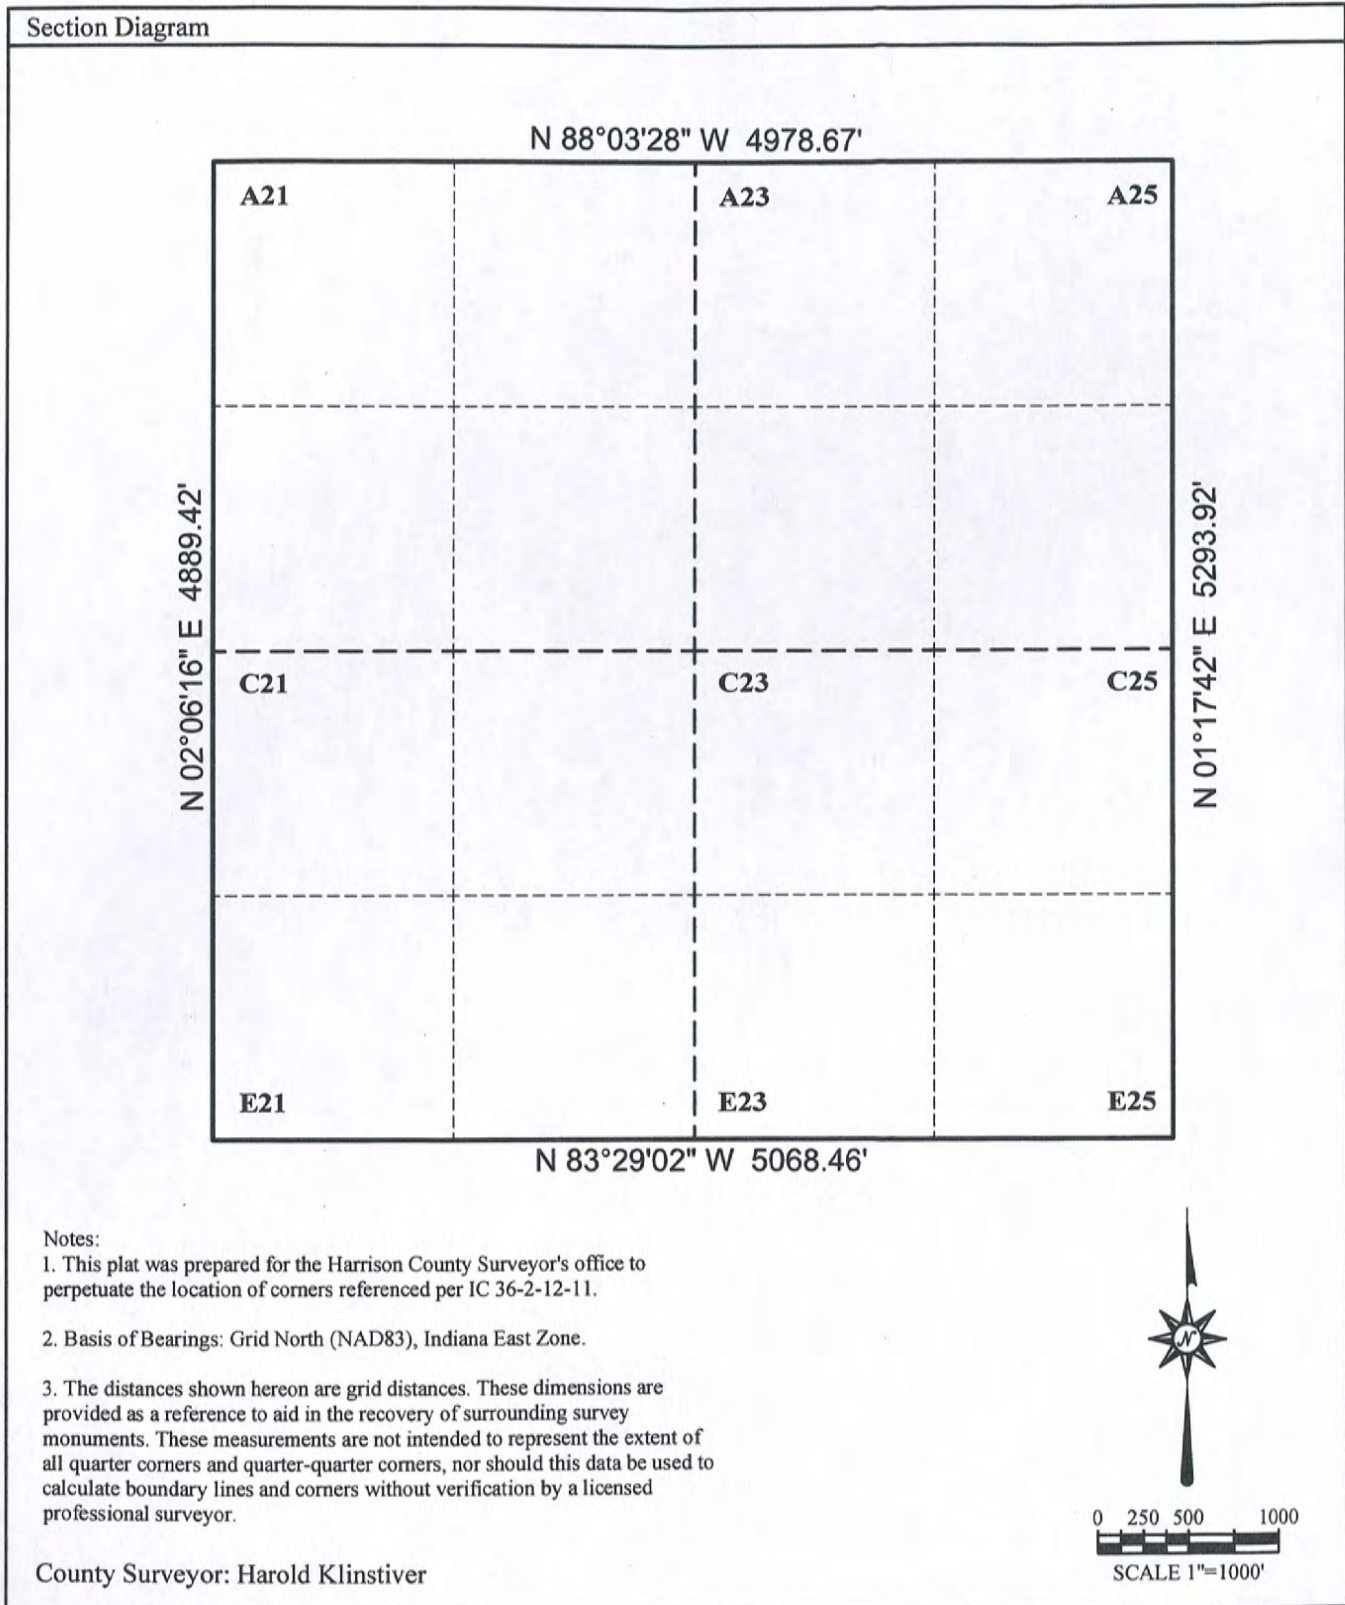 Section Diagram
N 88°03'28" W 4978.67'
A21 A23 A25
N 02°06'16" E 4889.42'
N 01°17'42" E 5293.92'
C21 C23 C25
E21 E23 E25
N 83°29'02" W 5068.46'
Notes:
1. This plat was prepared for the Harrison County Surveyor's office to
perpetuate the location of corners referenced per IC 36-2-12-11.
2. Basis of Bearings: Grid North (NAD83), Indiana East Zone.
3. The distances shown hereon are grid distances. These dimensions are
provided as a reference to aid in the recovery of surrounding survey
monuments. These measurements are not intended to represent the extent of
all quarter corners and quarter-quarter corners, nor should this data be used to
calculate boundary lines and corners without verification by a licensed
professional surveyor.
N
0 250 500 1000
SCALE 1"=1000'
County Surveyor: Harold Klinstiver